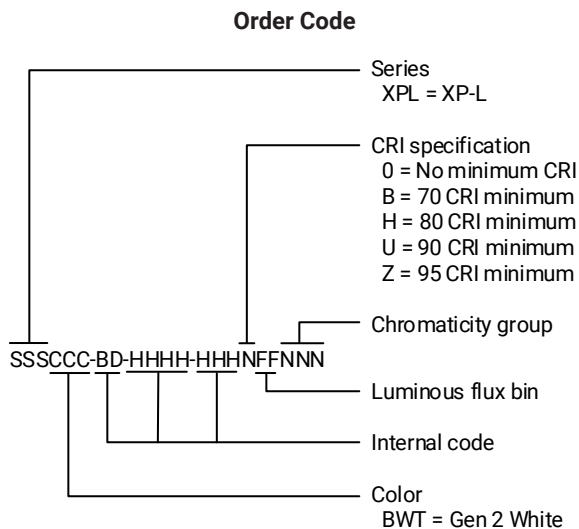 Order Code
Series
XPL = XP-L
CRI specification
0 = No minimum CRI
B = 70 CRI minimum
H = 80 CRI minimum
U = 90 CRI minimum
Z = 95 CRI minimum
Chromaticity group
SSSCCC-BD-HHHH-HHHNFFNNN
Luminous flux bin
Internal code
Color
BWT = Gen 2 White